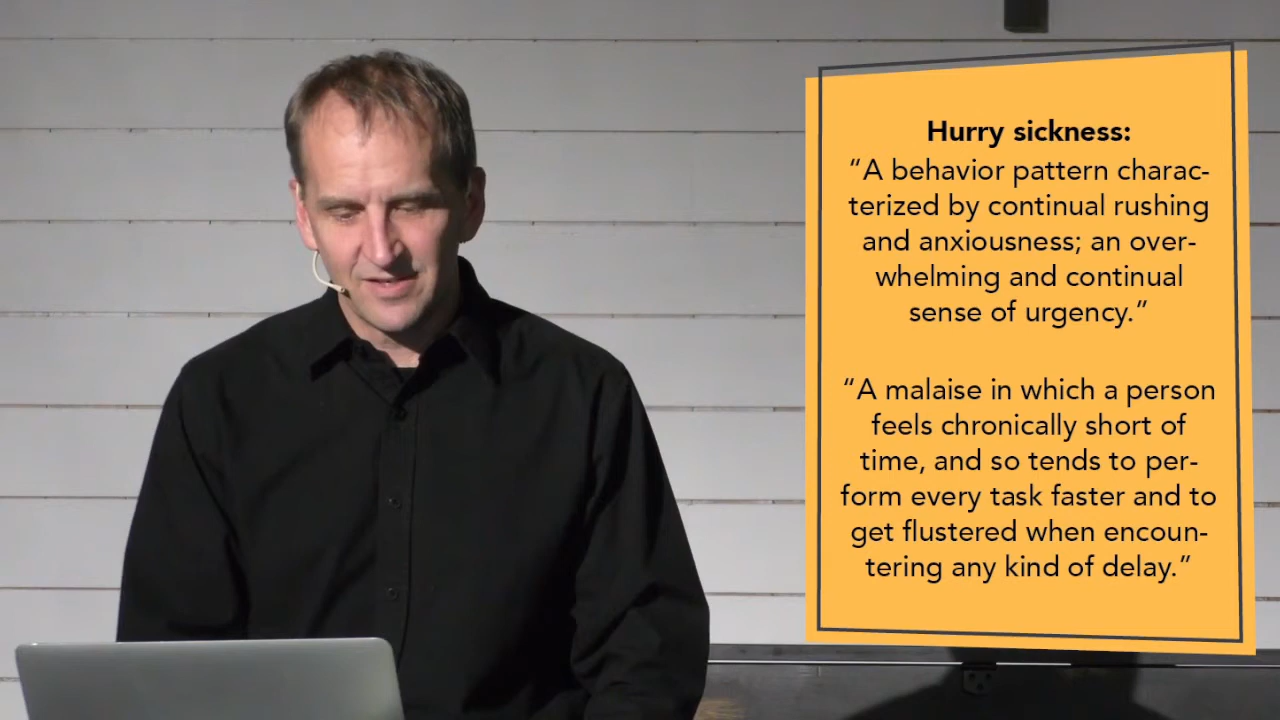 Hurry sickness:
“A behavior pattern charac-
terized by continual rushing
and anxiousness; an over-
whelming and continual
sense of urgency.”
“A malaise in which a person
feels chronically short of
time, and so tends to per-
form every task faster and to
get flustered when encoun-
tering any kind of delay.”